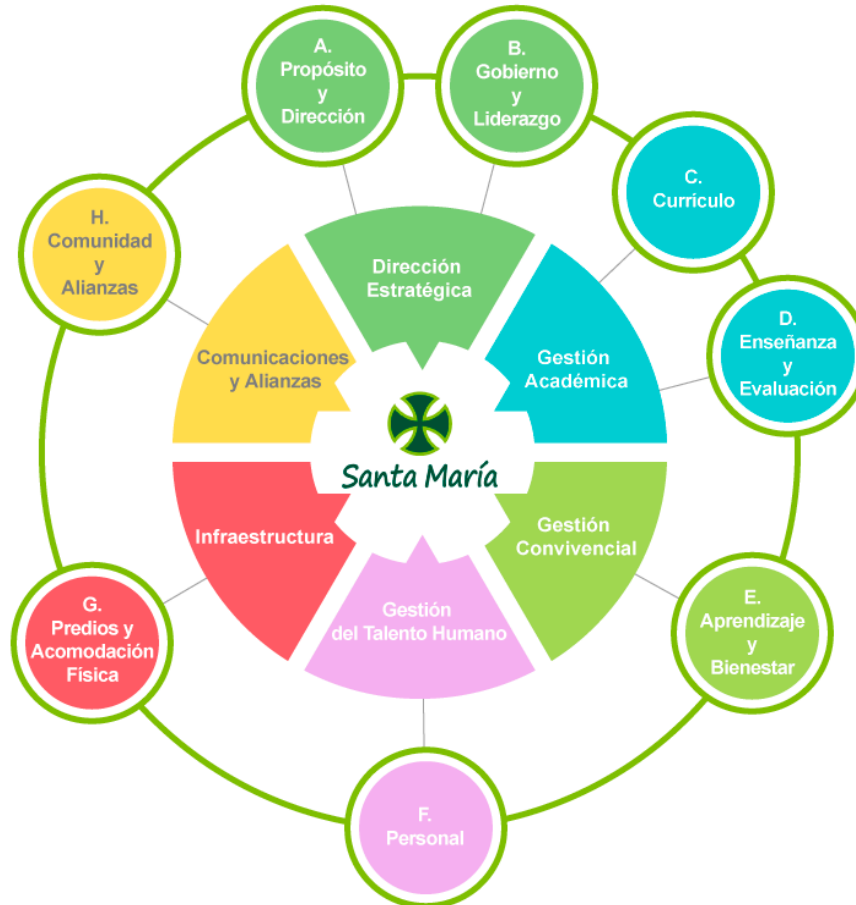 A.
Propósito
y
Dirección
B.
Gobierno
y
Liderazgo
C.
Currículo
D.
Enseñanza
y
Evaluación
E.
Aprendizaje
y
Bienestar
F.
Personal
G.
Predios y
Acomodación
Física
H.
Comunidad
y
Alianzas
Dirección
Estratégica
Gestión
Académica
Gestión
Convivencial
Gestión
del Talento Humano
Infraestructura
Comunicaciones
y Alianzas
Santa María